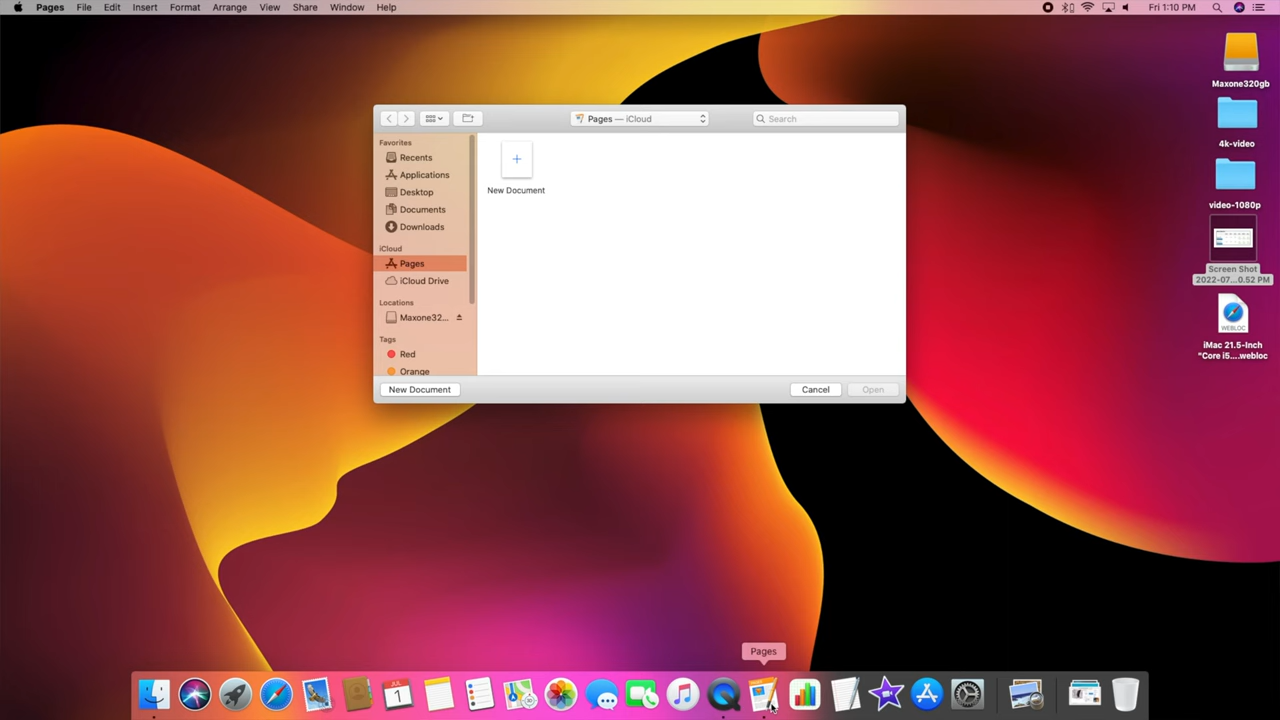 Pages File Edit Insert Format Arrange View Share Window Help Fri 1:10 PM
Pages — iCloud Search
Favorites
Recents
Applications
Desktop
Documents
Downloads
iCloud
Pages
iCloud Drive
Locations
Maxone32...
Tags
Red
Orange
New Document
New Document Cancel Open
Maxone320gb
4k-video
video-1080p
Screen Shot
2022-07...0.52 PM
WEBLOC
iMac 21.5-Inch
"Core i5....webloc
Pages
JUL
1